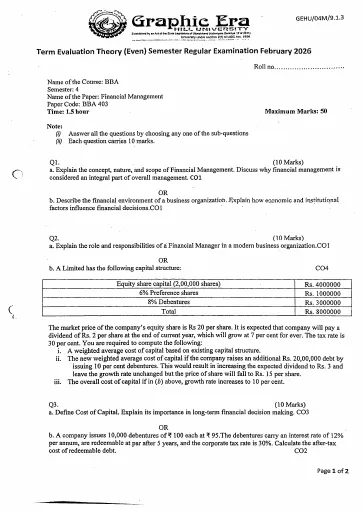 GEHU/04M/9.1.3
Graphic Era
HILL UNIVERSITY
Term Evaluation Theory (Even) Semester Regular Examination February 2026
Roll no..............................
Name of the Course: BBA
Semester: 4
Name of the Paper: Financial Management
Paper Code: BBA 403
Time: 1.5 hour Maximum Marks: 50
Note:
(i) Answer all the questions by choosing any one of the sub-questions
(ii) Each question carries 10 marks.
Q1. (10 Marks)
a. Explain the concept, nature, and scope of Financial Management. Discuss why financial management is
considered an integral part of overall management. CO1
OR
b. Describe the financial environment of a business organization. Explain how economic and institutional
factors influence financial decisions.CO1
Q2. (10 Marks)
a. Explain the role and responsibilities of a Financial Manager in a modern business organization.CO1
OR
b. A Limited has the following capital structure: CO4
Equity share capital (2,00,000 shares) Rs. 4000000
6% Preference shares Rs. 1000000
8% Debentures Rs. 3000000
Total Rs. 8000000
The market price of the company's equity share is Rs 20 per share. It is expected that company will pay a
dividend of Rs. 2 per share at the end of current year, which will grow at 7 per cent for ever. The tax rate is
30 per cent. You are required to compute the following:
i. A weighted average cost of capital based on existing capital structure.
ii. The new weighted average cost of capital if the company raises an additional Rs. 20,00,000 debt by
issuing 10 per cent debentures. This would result in increasing the expected dividend to Rs. 3 and
leave the growth rate unchanged but the price of share will fall to Rs. 15 per share.
iii. The overall cost of capital if in (b) above, growth rate increases to 10 per cent.
Q3. (10 Marks)
a. Define Cost of Capital. Explain its importance in long-term financial decision making. CO3
OR
b. A company issues 10,000 debentures of ₹ 100 each at ₹ 95.The debentures carry an interest rate of 12%
per annum, are redeemable at par after 5 years, and the corporate tax rate is 30%. Calculate the after-tax
cost of redeemable debt. CO2
Page 1 of 2